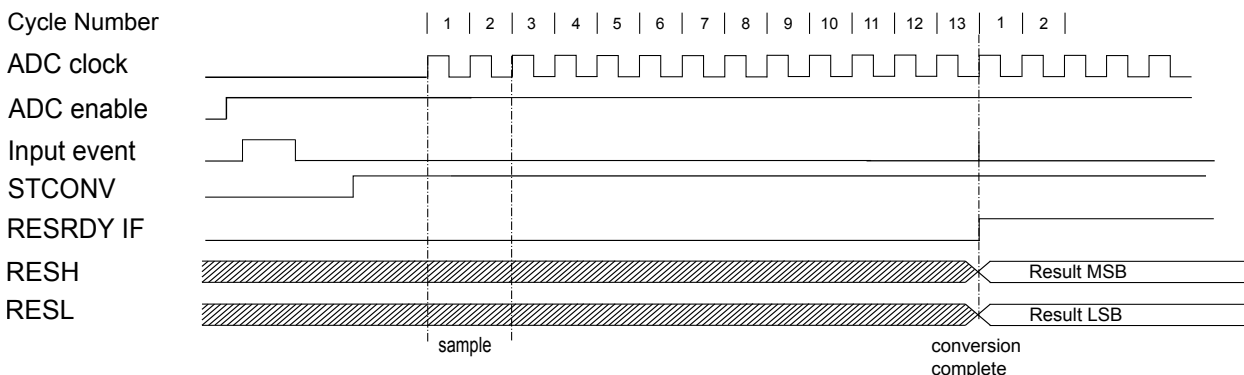 Cycle Number 1 2 3 4 5 6 7 8 9 10 11 12 13 1 2
ADC clock
ADC enable
Input event
STCONV
RESRDY IF
RESH Result MSB
RESL Result LSB
sample conversion
complete